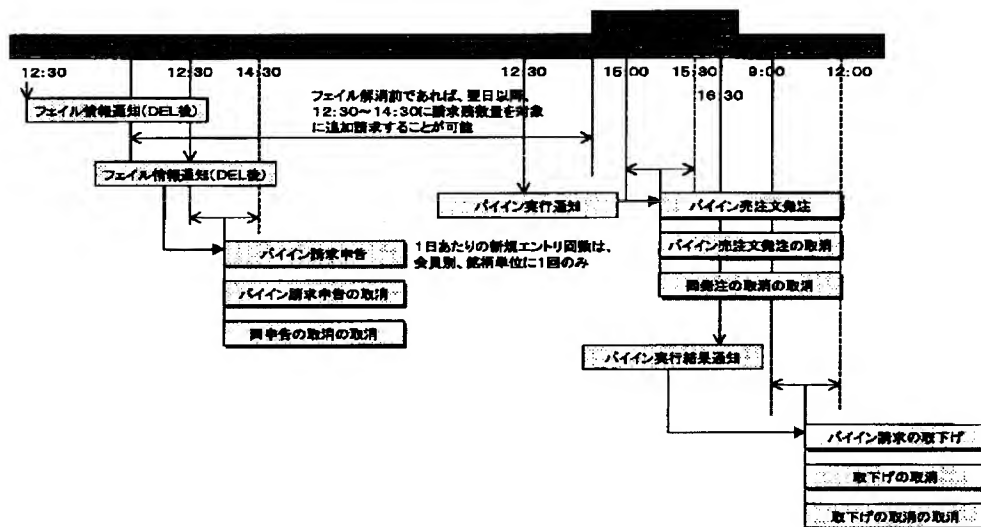 12:30
12:30
14:30
12:30
15:00
15:30
9:00
12:00
16:30
フェイル情報通知(DEL後)
フェイル解消前であれば、翌日以降、
12:30～14:30に請求残数量を対象
に追加請求することが可能
フェイル情報通知(DEL後)
バイイン実行通知
バイイン売注文発注
バイイン請求申告
1日あたりの新規エントリ回数は、
会員別、銘柄単位に1回のみ
バイイン売注文発注の取消
バイイン請求申告の取消
同発注の取消の取消
同申告の取消の取消
バイイン実行結果通知
バイイン請求の取下げ
取下げの取消
取下げの取消の取消